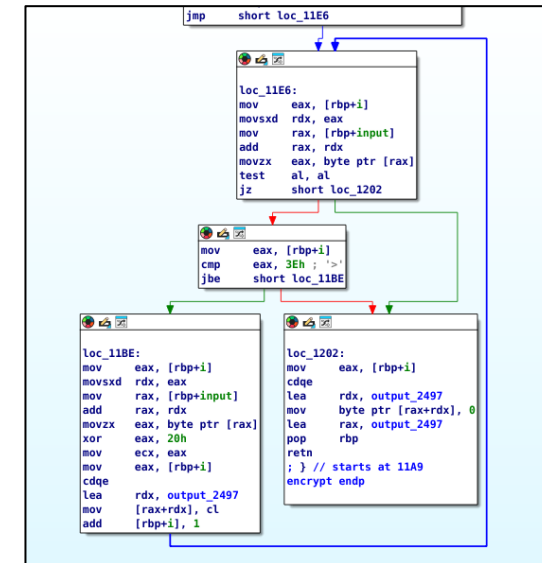 jmp     short loc_11E6
loc_11E6:
mov     eax, [rbp+i]
movsxd  rdx, eax
mov     rax, [rbp+input]
add     rax, rdx
movzx   eax, byte ptr [rax]
test    al, al
jz      short loc_1202
mov     eax, [rbp+i]
cmp     eax, 3Eh ; '>'
jbe     short loc_11BE
loc_11BE:
mov     eax, [rbp+i]
movsxd  rdx, eax
mov     rax, [rbp+input]
add     rax, rdx
movzx   eax, byte ptr [rax]
xor     eax, 20h
mov     ecx, eax
mov     eax, [rbp+i]
cdqe
lea     rdx, output_2497
mov     [rax+rdx], cl
add     [rbp+i], 1
loc_1202:
mov     eax, [rbp+i]
cdqe
lea     rdx, output_2497
mov     byte ptr [rax+rdx], 0
lea     rax, output_2497
pop     rbp
retn
; } // starts at 11A9
encrypt endp